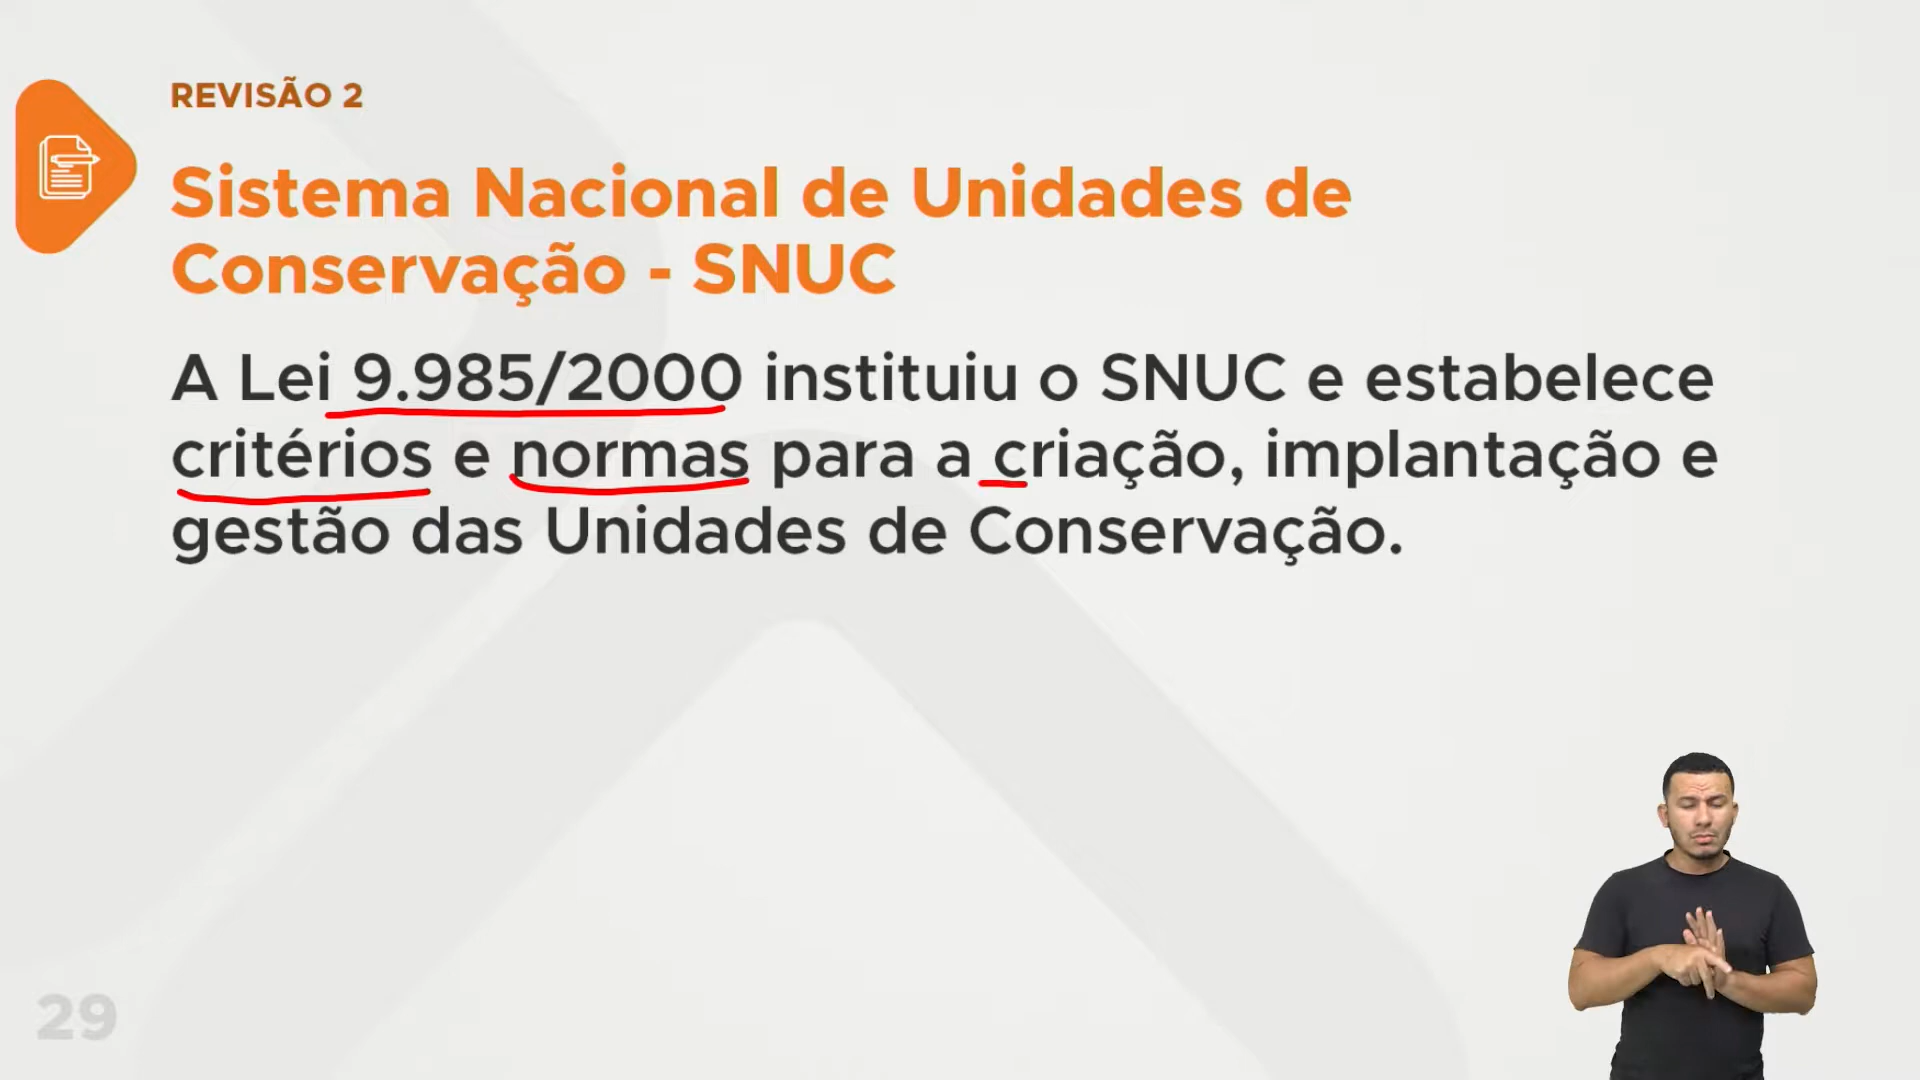 REVISÃO 2
Sistema Nacional de Unidades de
Conservação - SNUC
A Lei 9.985/2000 instituiu o SNUC e estabelece
critérios e normas para a criação, implantação e
gestão das Unidades de Conservação.
29